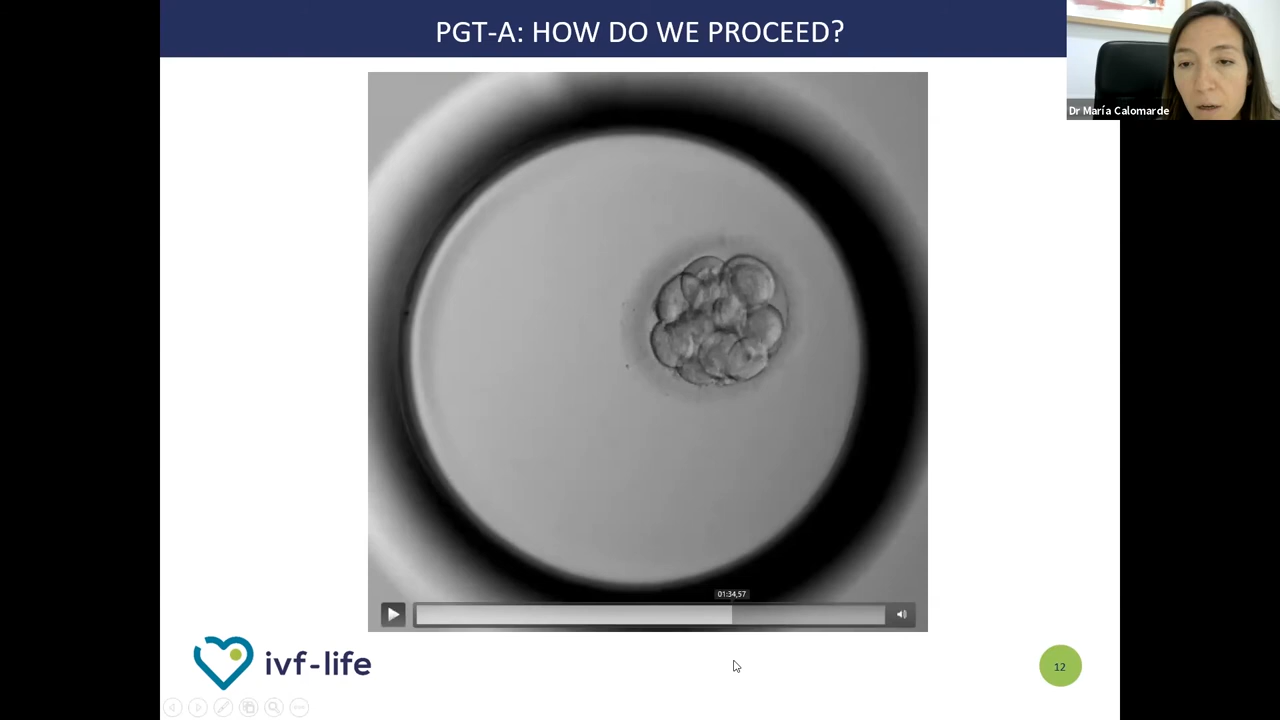 PGT-A: HOW DO WE PROCEED?
Dr María Calomarde
01:34,57
ivf-life
12